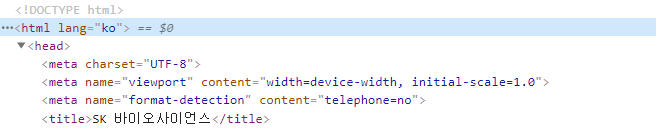 <!DOCTYPE html>
···<html lang="ko"> == $0
▼<head>
<meta charset="UTF-8">
<meta name="viewport" content="width=device-width, initial-scale=1.0">
<meta name="format-detection" content="telephone=no">
<title>SK 바이오사이언스</title>